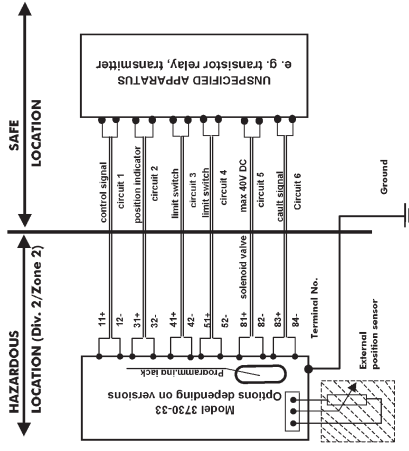 SAFE
LOCATION
UNSPECIFIED APPARATUS
e. g. transistor relay, transmitter
control signal
circuit 1
position indicator
circuit 2
limit switch
circuit 3
limit switch
circuit 4
max 40V DC
circuit 5
cault signal
Circuit 6
Ground
HAZARDOUS
LOCATION (Div. 2/Zone 2)
solenoid valve
11+
12-
31+
32-
41+
42-
51+
52-
81+
82-
83+
84-
Terminal No.
Programm.ing jack
Model 3730-33
Options depending on versions
External
position sensor